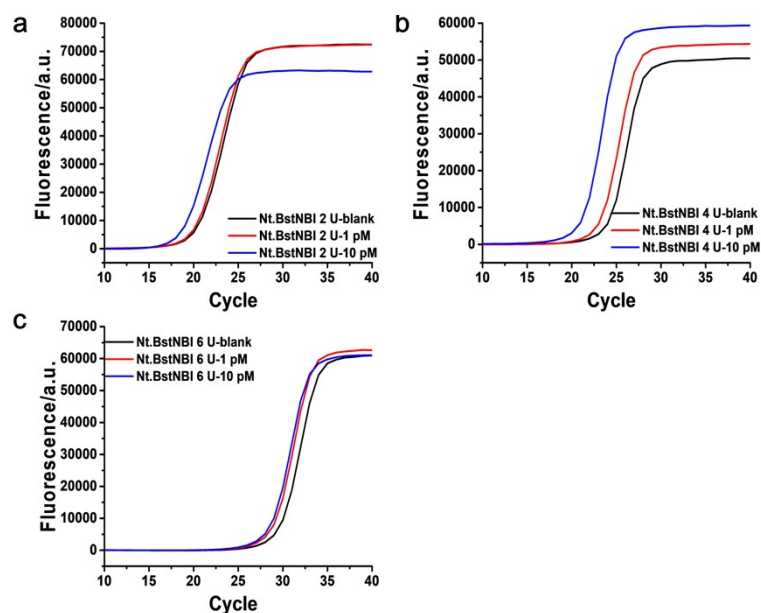 a
80000
70000
60000
50000
40000
30000
20000
10000
0
Fluorescence/a.u.
Nt.BstNBI 2 U-blank
Nt.BstNBI 2 U-1 pM
Nt.BstNBI 2 U-10 pM
10 15 20 25 30 35 40
Cycle
b
60000
50000
40000
30000
20000
10000
0
Fluorescence/a.u.
Nt.BstNBI 4 U-blank
Nt.BstNBI 4 U-1 pM
Nt.BstNBI 4 U-10 pM
10 15 20 25 30 35 40
Cycle
c
70000
60000
50000
40000
30000
20000
10000
0
Fluorescence/a.u.
Nt.BstNBI 6 U-blank
Nt.BstNBI 6 U-1 pM
Nt.BstNBI 6 U-10 pM
10 15 20 25 30 35 40
Cycle